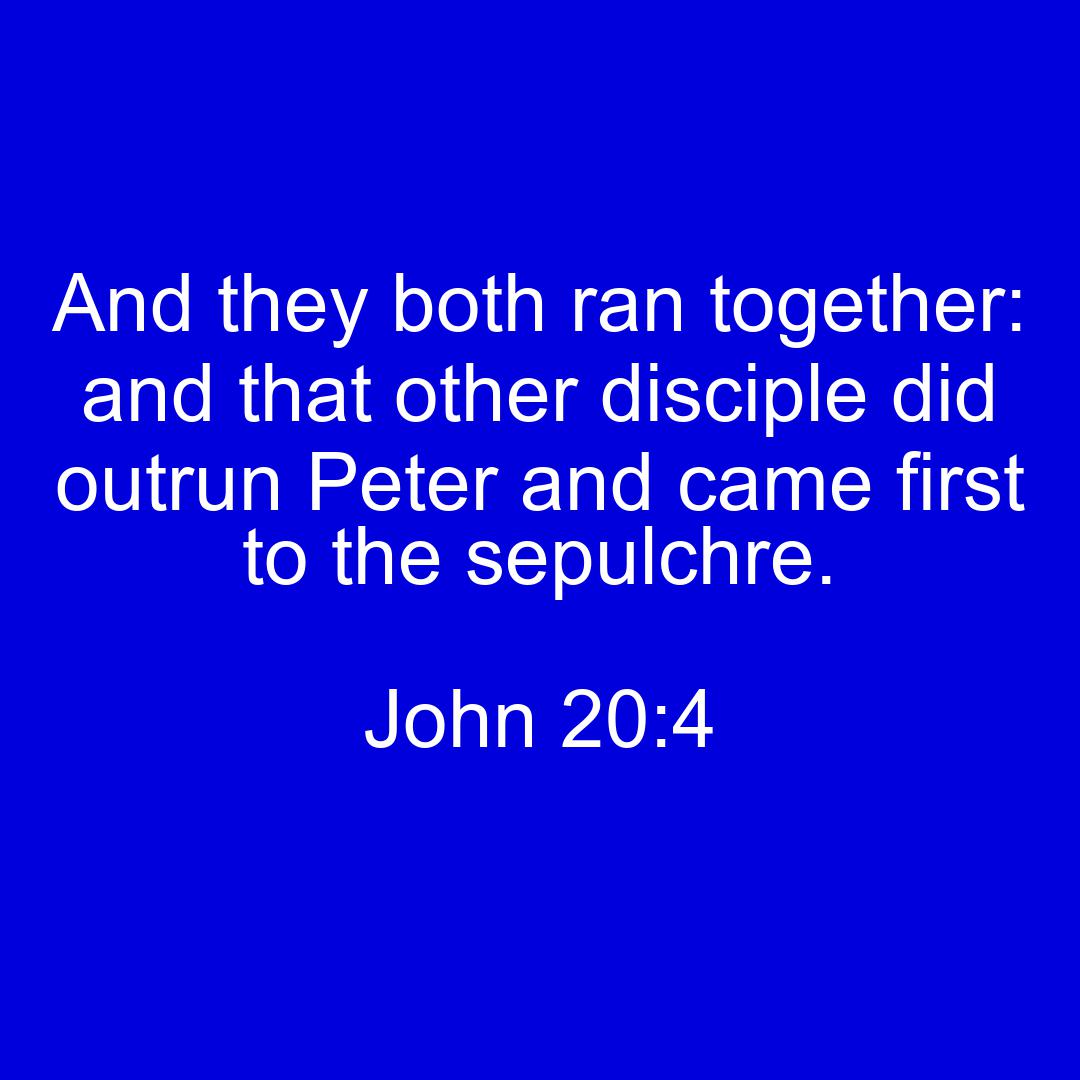 And they both ran together:
and that other disciple did
outrun Peter and came first
to the sepulchre.
John 20:4